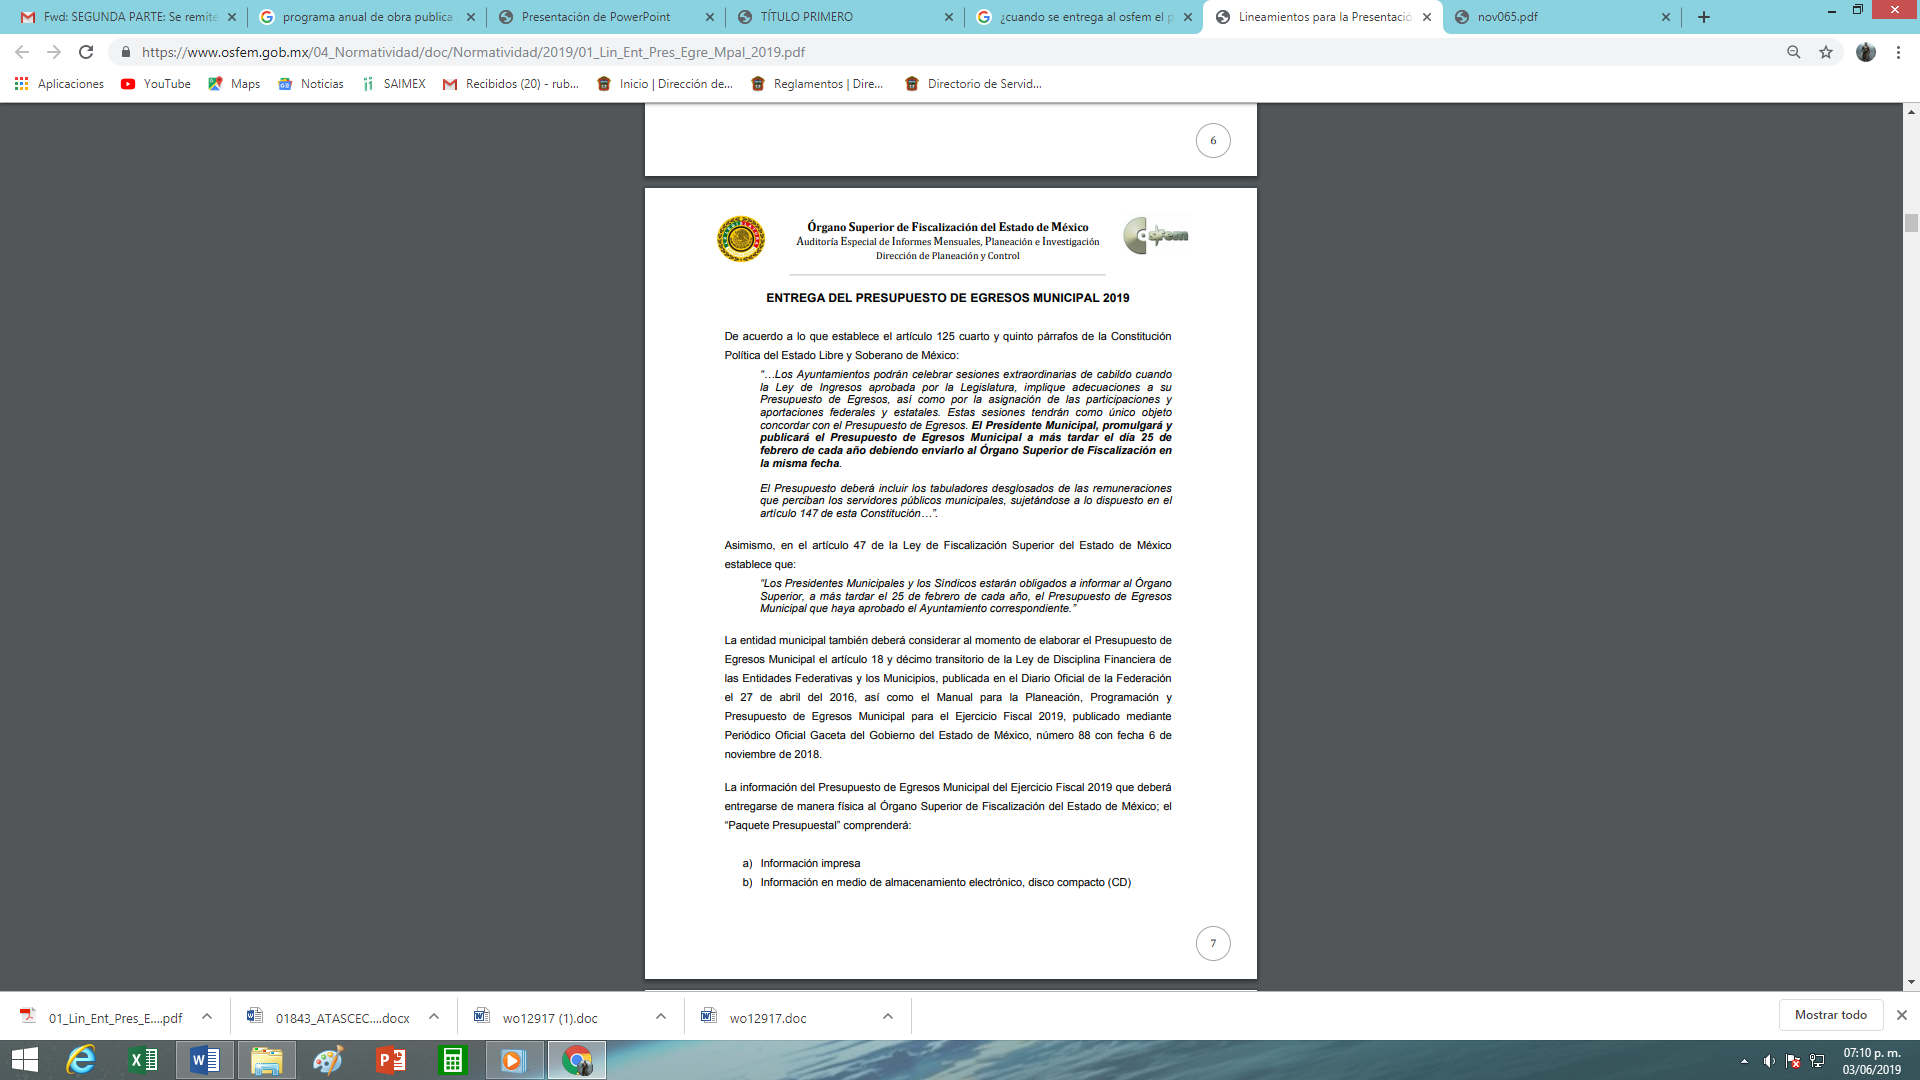 Fwd: SEGUNDA PARTE: Se remite
programa anual de obra publica
Presentación de PowerPoint
TÍTULO PRIMERO
¿cuando se entrega al osfem el p
Lineamientos para la Presentació
nov065.pdf
https://www.osfem.gob.mx/04_Normatividad/doc/Normatividad/2019/01_Lin_Ent_Pres_Egre_Mpal_2019.pdf
Aplicaciones
YouTube
Maps
Noticias
SAIMEX
Recibidos (20) - rub...
Inicio | Dirección de...
Reglamentos | Dire...
Directorio de Servid...
6
Órgano Superior de Fiscalización del Estado de México
Auditoría Especial de Informes Mensuales, Planeación e Investigación
Dirección de Planeación y Control
osfem
ENTREGA DEL PRESUPUESTO DE EGRESOS MUNICIPAL 2019
De acuerdo a lo que establece el artículo 125 cuarto y quinto párrafos de la Constitución
Política del Estado Libre y Soberano de México:
"…Los Ayuntamientos podrán celebrar sesiones extraordinarias de cabildo cuando
la Ley de Ingresos aprobada por la Legislatura, implique adecuaciones a su
Presupuesto de Egresos, así como por la asignación de las participaciones y
aportaciones federales y estatales. Estas sesiones tendrán como único objeto
concordar con el Presupuesto de Egresos. El Presidente Municipal, promulgará y
publicará el Presupuesto de Egresos Municipal a más tardar el día 25 de
febrero de cada año debiendo enviarlo al Órgano Superior de Fiscalización en
la misma fecha.
El Presupuesto deberá incluir los tabuladores desglosados de las remuneraciones
que perciban los servidores públicos municipales, sujetándose a lo dispuesto en el
artículo 147 de esta Constitución…".
Asimismo, en el artículo 47 de la Ley de Fiscalización Superior del Estado de México
establece que:
"Los Presidentes Municipales y los Síndicos estarán obligados a informar al Órgano
Superior, a más tardar el 25 de febrero de cada año, el Presupuesto de Egresos
Municipal que haya aprobado el Ayuntamiento correspondiente."
La entidad municipal también deberá considerar al momento de elaborar el Presupuesto de
Egresos Municipal el artículo 18 y décimo transitorio de la Ley de Disciplina Financiera de
las Entidades Federativas y los Municipios, publicada en el Diario Oficial de la Federación
el 27 de abril del 2016, así como el Manual para la Planeación, Programación y
Presupuesto de Egresos Municipal para el Ejercicio Fiscal 2019, publicado mediante
Periódico Oficial Gaceta del Gobierno del Estado de México, número 88 con fecha 6 de
noviembre de 2018.
La información del Presupuesto de Egresos Municipal del Ejercicio Fiscal 2019 que deberá
entregarse de manera física al Órgano Superior de Fiscalización del Estado de México; el
"Paquete Presupuestal" comprenderá:
a) Información impresa
b) Información en medio de almacenamiento electrónico, disco compacto (CD)
7
01_Lin_Ent_Pres_E....pdf
01843_ATASCEC....docx
wo12917 (1).doc
wo12917.doc
Mostrar todo
07:10 p. m.
03/06/2019